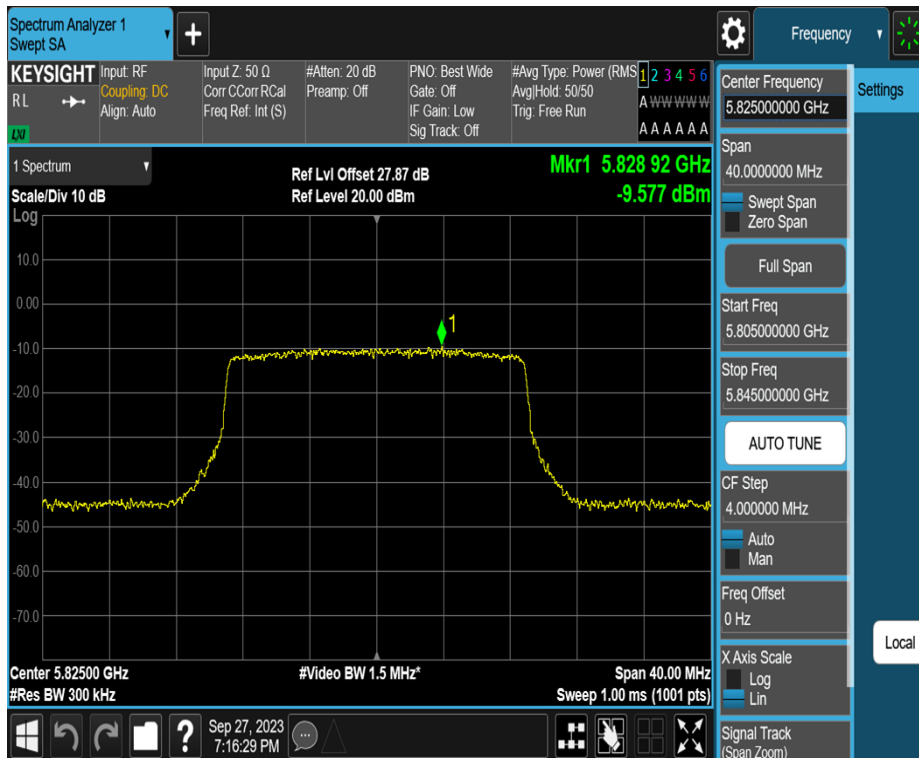 Spectrum Analyzer 1
Swept SA
Frequency
KEYSIGHT
RL
LXI
Input: RF
Coupling: DC
Align: Auto
Input Z: 50 Ω
Corr CCorr RCal
Freq Ref: Int (S)
#Atten: 20 dB
Preamp: Off
PNO: Best Wide
Gate: Off
IF Gain: Low
Sig Track: Off
#Avg Type: Power (RMS
Avg|Hold: 50/50
Trig: Free Run
1 2 3 4 5 6
A W W W W W
A A A A A A
1 Spectrum
Scale/Div 10 dB
Log
Ref Lvl Offset 27.87 dB
Ref Level 20.00 dBm
Mkr1 5.828 92 GHz
-9.577 dBm
1
10.0
0.00
-10.0
-20.0
-30.0
-40.0
-50.0
-60.0
-70.0
Center 5.82500 GHz
#Res BW 300 kHz
#Video BW 1.5 MHz*
Span 40.00 MHz
Sweep 1.00 ms (1001 pts)
Center Frequency
5.825000000 GHz
Settings
Span
40.0000000 MHz
Swept Span
Zero Span
Full Span
Start Freq
5.805000000 GHz
Stop Freq
5.845000000 GHz
AUTO TUNE
CF Step
4.000000 MHz
Auto
Man
Freq Offset
0 Hz
Local
X Axis Scale
Log
Lin
Signal Track
(Span Zoom)
?
Sep 27, 2023
7:16:29 PM